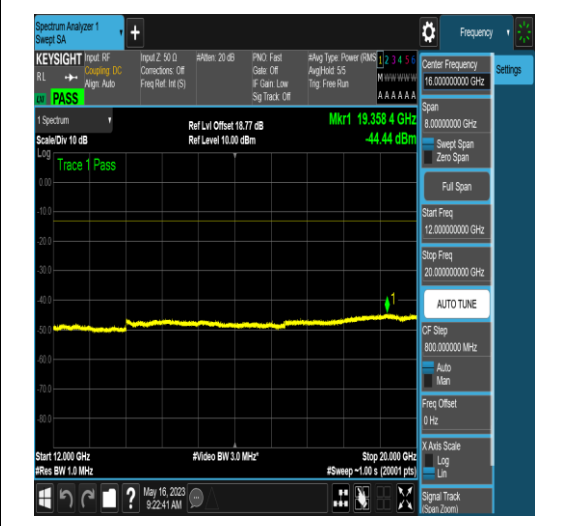 Spectrum Analyzer 1
Swept SA
+
Frequency
KEYSIGHT
Input: RF
Coupling: DC
Align: Auto
Input Z: 50 Ω
Corrections: Off
Freq Ref: Int (S)
#Atten: 20 dB
PNO: Fast
Gate: Off
IF Gain: Low
Sig Track: Off
#Avg Type: Power (RMS
Avg|Hold: 5/5
Trig: Free Run
1 2 3 4 5 6
M W W W W W
A A A A A A
RL
PASS
Center Frequency
16.000000000 GHz
Settings
Span
8.00000000 GHz
Swept Span
Zero Span
Full Span
Start Freq
12.000000000 GHz
Stop Freq
20.000000000 GHz
AUTO TUNE
CF Step
800.000000 MHz
Auto
Man
Freq Offset
0 Hz
X Axis Scale
Log
Lin
Signal Track
(Span Zoom)
1 Spectrum
Scale/Div 10 dB
Ref Lvl Offset 18.77 dB
Ref Level 10.00 dBm
Mkr1 19.358 4 GHz
-44.44 dBm
Log
Trace 1 Pass
0.00
-10.0
-20.0
-30.0
-40.0
-50.0
-60.0
-70.0
-80.0
1
Start 12.000 GHz
#Res BW 1.0 MHz
#Video BW 3.0 MHz*
Stop 20.000 GHz
#Sweep ~1.00 s (20001 pts)
?
May 16, 2023
9:22:41 AM